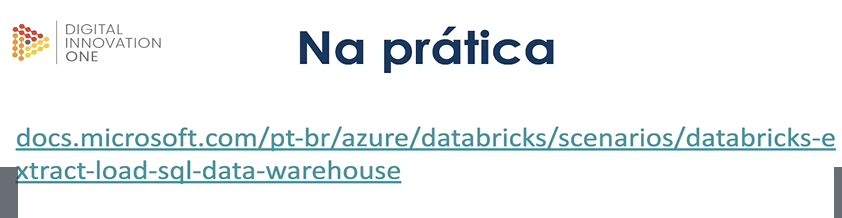 DIGITAL
INNOVATION
ONE
Na prática
docs.microsoft.com/pt-br/azure/databricks/scenarios/databricks-e
xtract-load-sql-data-warehouse